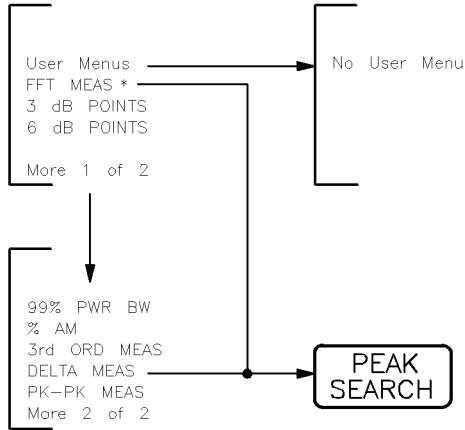 User Menus
FFT MEAS *
3 dB POINTS
6 dB POINTS
More 1 of 2
No User Menu
99% PWR BW
% AM
3rd ORD MEAS
DELTA MEAS
PK-PK MEAS
More 2 of 2
PEAK
SEARCH